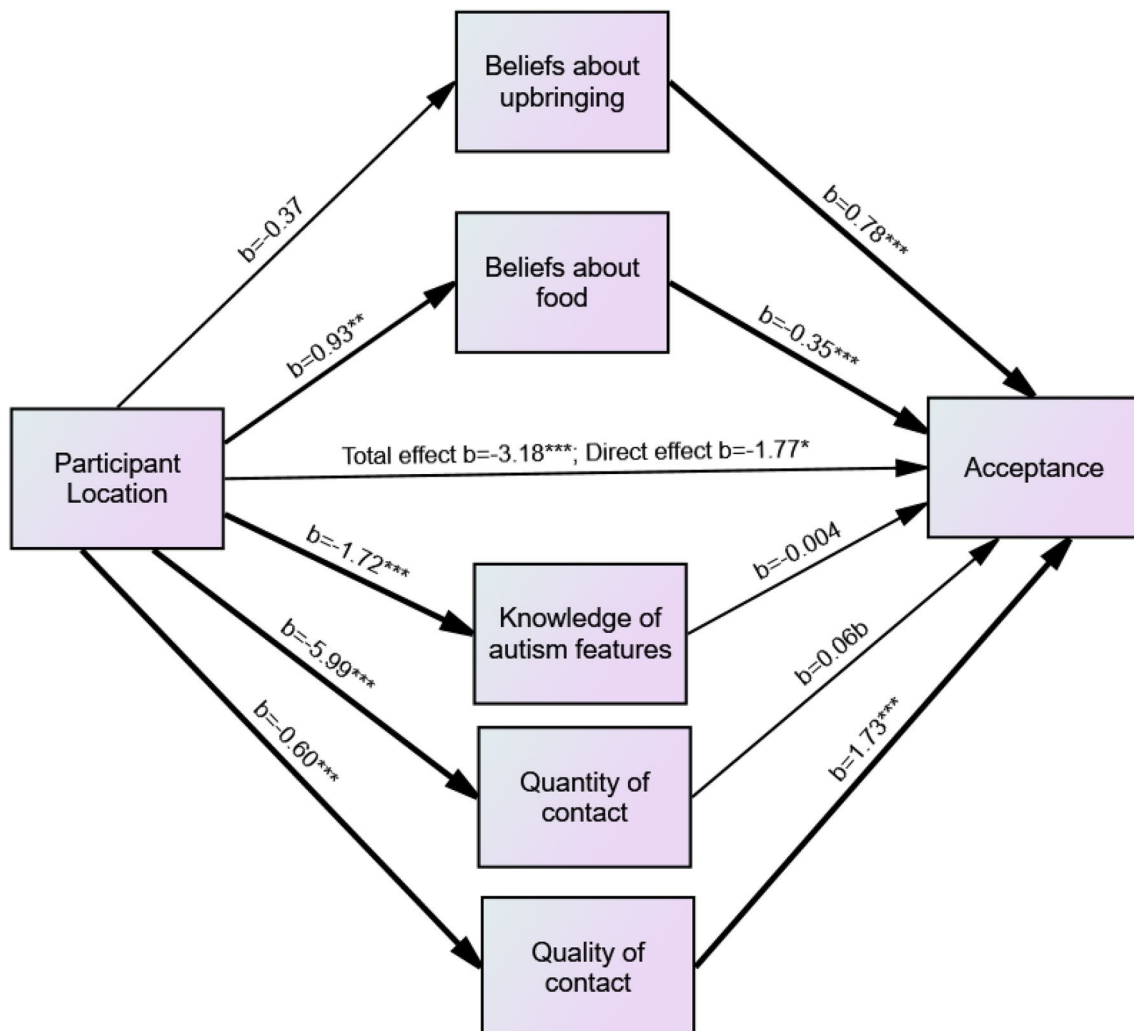 Beliefs about
upbringing
b=-0.37
b=0.78***
Beliefs about
food
b=0.93**
b=-0.35***
Participant
Location
Total effect b=-3.18***; Direct effect b=-1.77*
Acceptance
b=-1.72***
b=-0.004
Knowledge of
autism features
b=-5.99***
b=0.06b
Quantity of
contact
b=-0.60***
b=1.73***
Quality of
contact